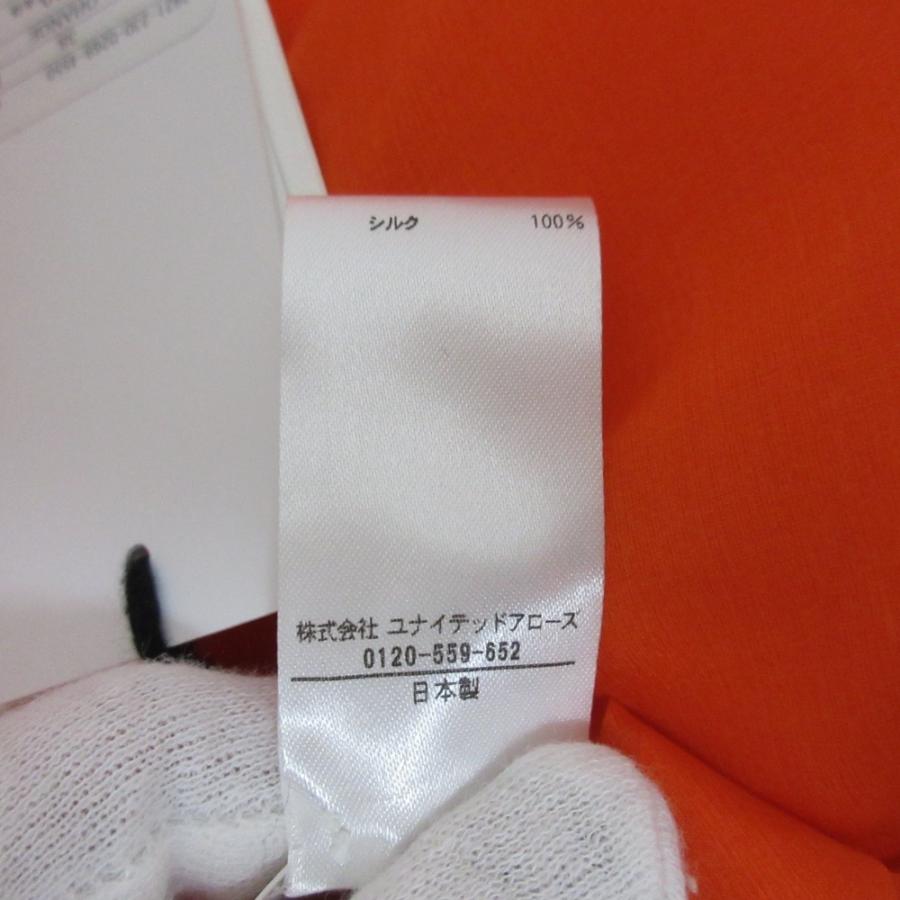 シルク 100%
株式会社 ユナイテッドアローズ
0120-559-652
日本製